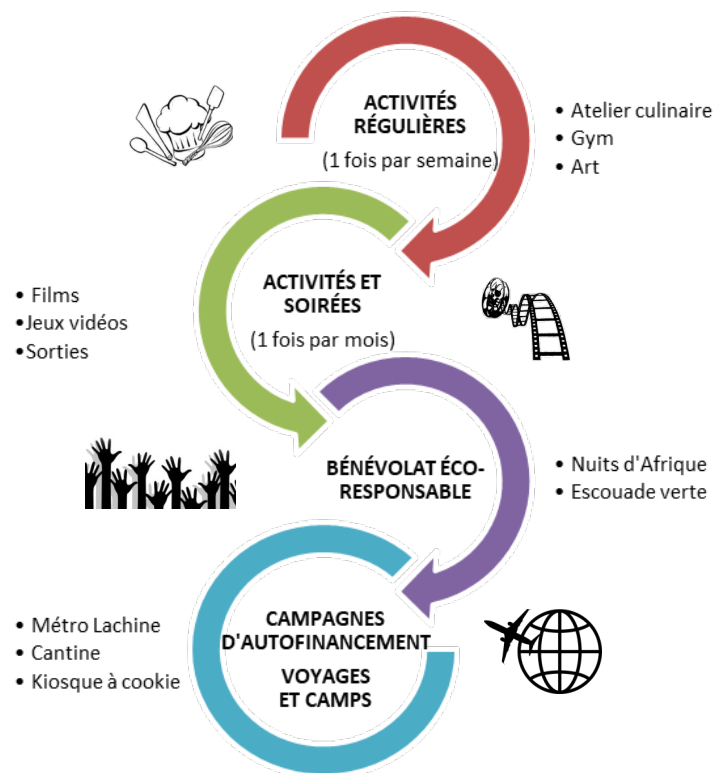 ACTIVITÉS
RÉGULIÈRES
(1 fois par semaine)
• Atelier culinaire
• Gym
• Art
ACTIVITÉS ET
SOIRÉES
(1 fois par mois)
• Films
•Jeux vidéos
•Sorties
BÉNÉVOLAT ÉCO-
RESPONSABLE
• Nuits d'Afrique
• Escouade verte
CAMPAGNES
D'AUTOFINANCEMENT
VOYAGES
ET CAMPS
• Métro Lachine
• Cantine
• Kiosque à cookie